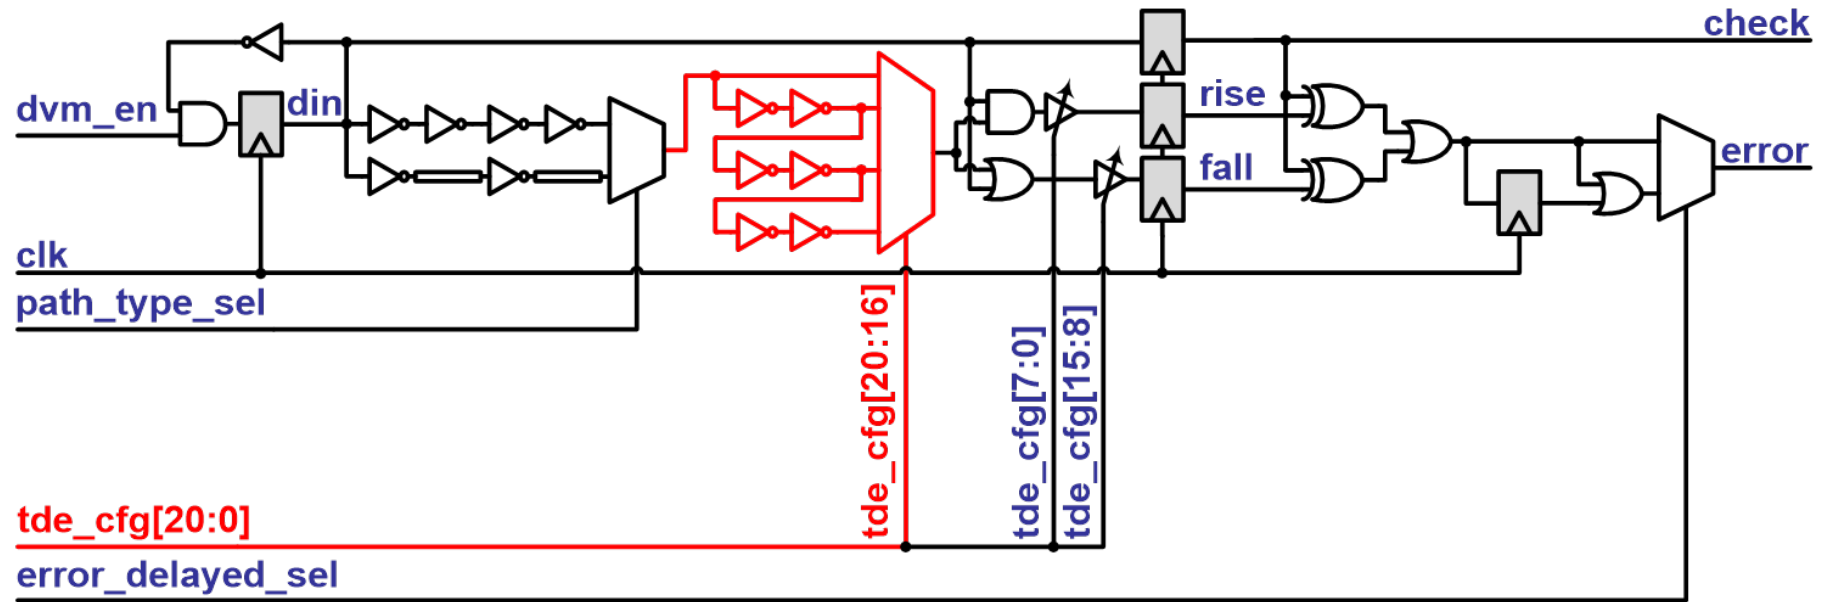 check
dvm_en
din
rise
fall
error
clk
path_type_sel
tde_cfg[20:16]
tde_cfg[7:0]
tde_cfg[15:8]
tde_cfg[20:0]
error_delayed_sel